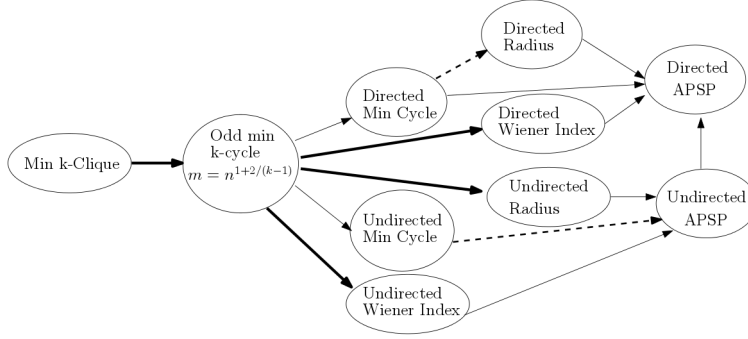 Directed
Radius
Directed
APSP
Directed
Min Cycle
Directed
Wiener Index
Odd min
k-cycle
m = n^{1+2/(k−1)}
Min k-Clique
Undirected
Radius
Undirected
APSP
Undirected
Min Cycle
Undirected
Wiener Index